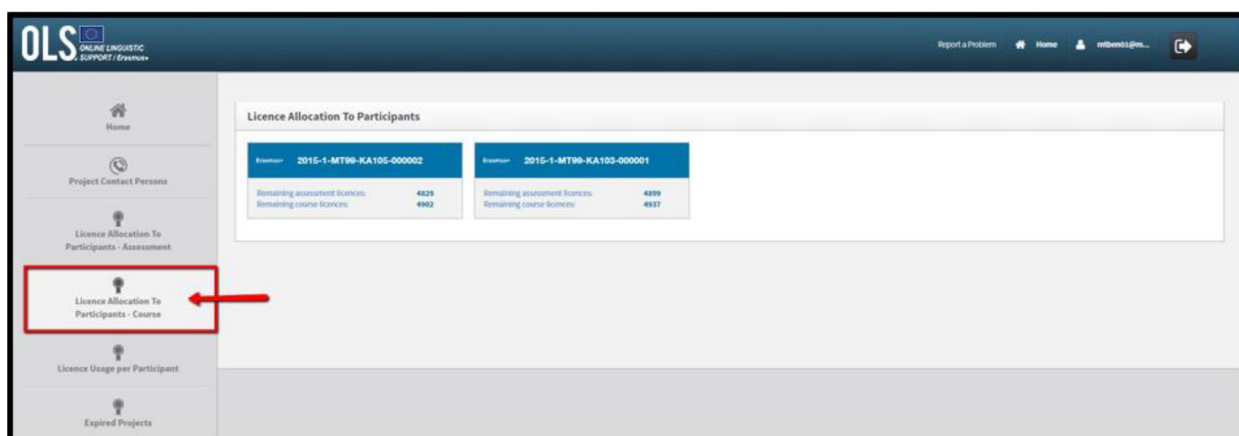 OLS ONLINE LINGUISTIC
SUPPORT / Erasmus+
Report a Problem Home mtben01@m...
Home
Project Contact Persons
Licence Allocation To
Participants - Assessment
Licence Allocation To
Participants - Course
Licence Usage per Participant
Expired Projects
Licence Allocation To Participants
Erasmus+ 2015-1-MT99-KA105-000002
Remaining assessment licences: 4829
Remaining course licences: 4902
Erasmus+ 2015-1-MT99-KA103-000001
Remaining assessment licences: 4899
Remaining course licences: 4937